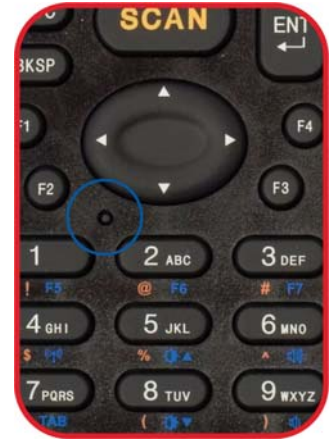 SCAN
ENT
BKSP
F1
F4
F2
F3
1
2 ABC
3 DEF
! F5
@ F6
# F7
4 GHI
5 JKL
6 MNO
$
%
^
7 PQRS
8 TUV
9 WXYZ
TAB
(
)